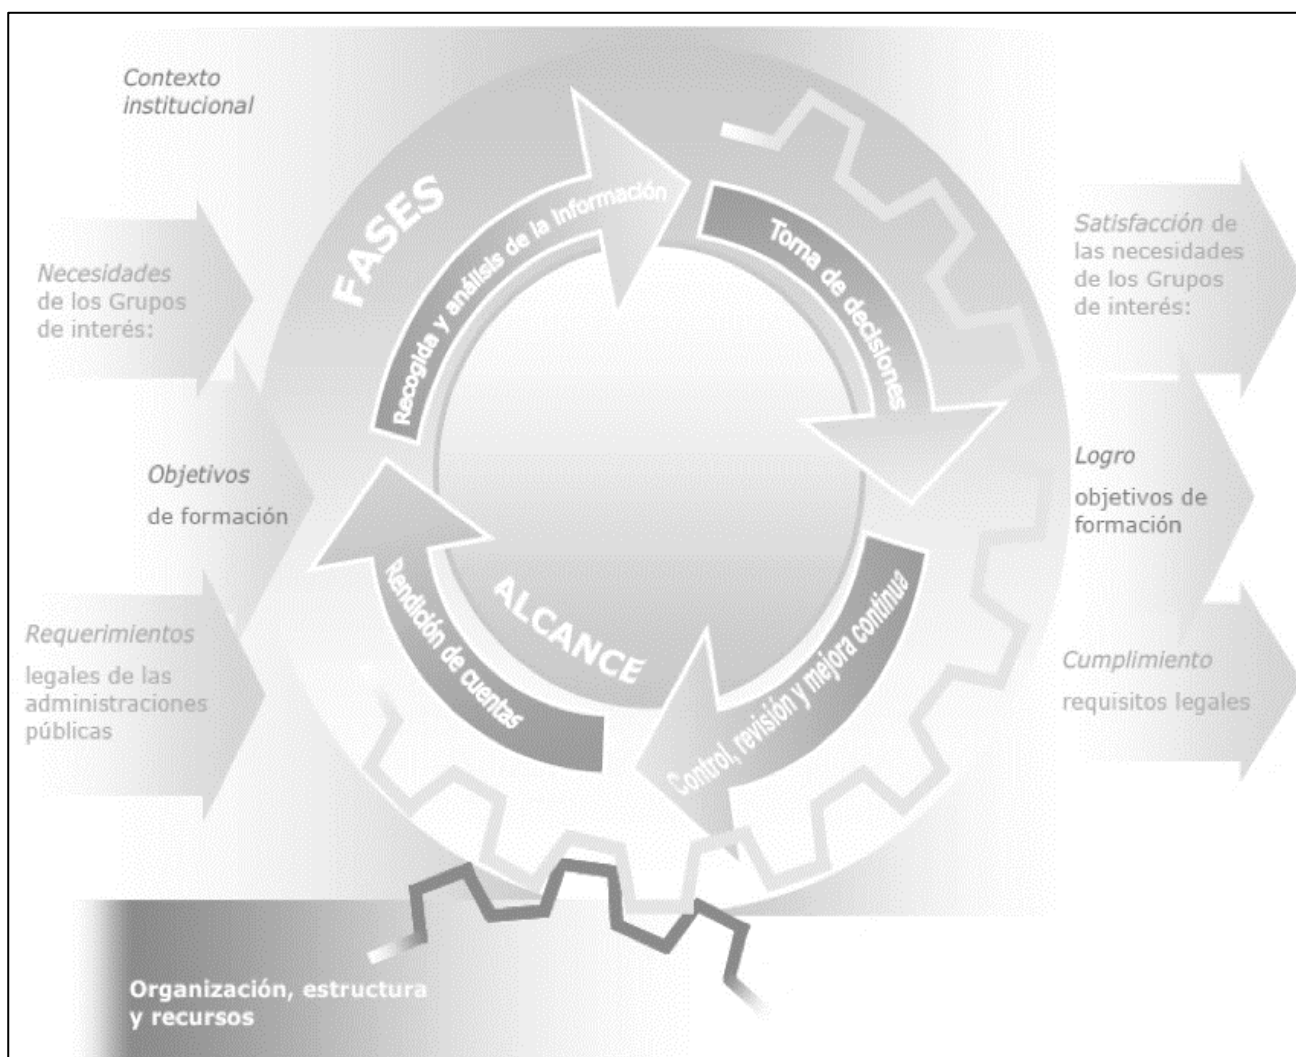 Contexto
institucional
FASES
Recogida y análisis de la información
Toma de decisiones
Control, revisión y mejora continua
Rendición de cuentas
ALCANCE
Necesidades
de los Grupos
de interés:
Objetivos
de formación
Requerimientos
legales de las
administraciones
públicas
Satisfacción de
las necesidades
de los Grupos
de interés:
Logro
objetivos de
formación
Cumplimiento
requisitos legales
Organización, estructura
y recursos